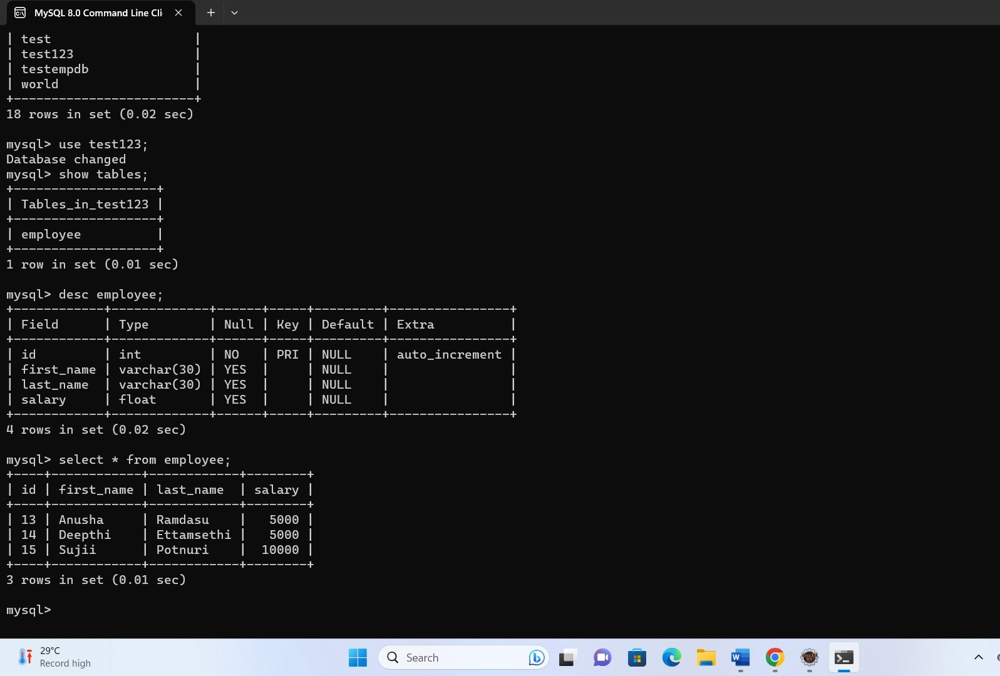 MySQL 8.0 Command Line Cli
| test                   |
| test123                |
| testempdb              |
| world                  |
+------------------------+
18 rows in set (0.02 sec)
mysql> use test123;
Database changed
mysql> show tables;
+-------------------+
| Tables_in_test123 |
+-------------------+
| employee          |
+-------------------+
1 row in set (0.01 sec)
mysql> desc employee;
+------------+-------------+------+-----+---------+----------------+
| Field      | Type        | Null | Key | Default | Extra          |
+------------+-------------+------+-----+---------+----------------+
| id         | int         | NO   | PRI | NULL    | auto_increment |
| first_name | varchar(30) | YES  |     | NULL    |                |
| last_name  | varchar(30) | YES  |     | NULL    |                |
| salary     | float       | YES  |     | NULL    |                |
+------------+-------------+------+-----+---------+----------------+
4 rows in set (0.02 sec)
mysql> select * from employee;
+----+------------+------------+--------+
| id | first_name | last_name  | salary |
+----+------------+------------+--------+
| 13 | Anusha     | Ramdasu    |   5000 |
| 14 | Deepthi    | Ettamsethi |   5000 |
| 15 | Sujii      | Potnuri    |  10000 |
+----+------------+------------+--------+
3 rows in set (0.01 sec)
mysql>
29°C
Record high
Search